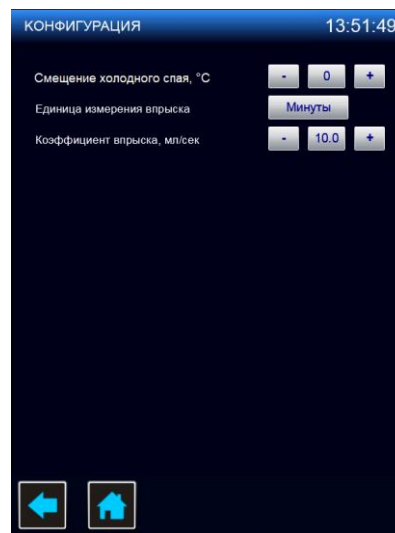 КОНФИГУРАЦИЯ 13:51:49
Смещение холодного спая, °С - 0 +
Единица измерения впрыска Минуты
Коэффициент впрыска, мл/сек - 10.0 +